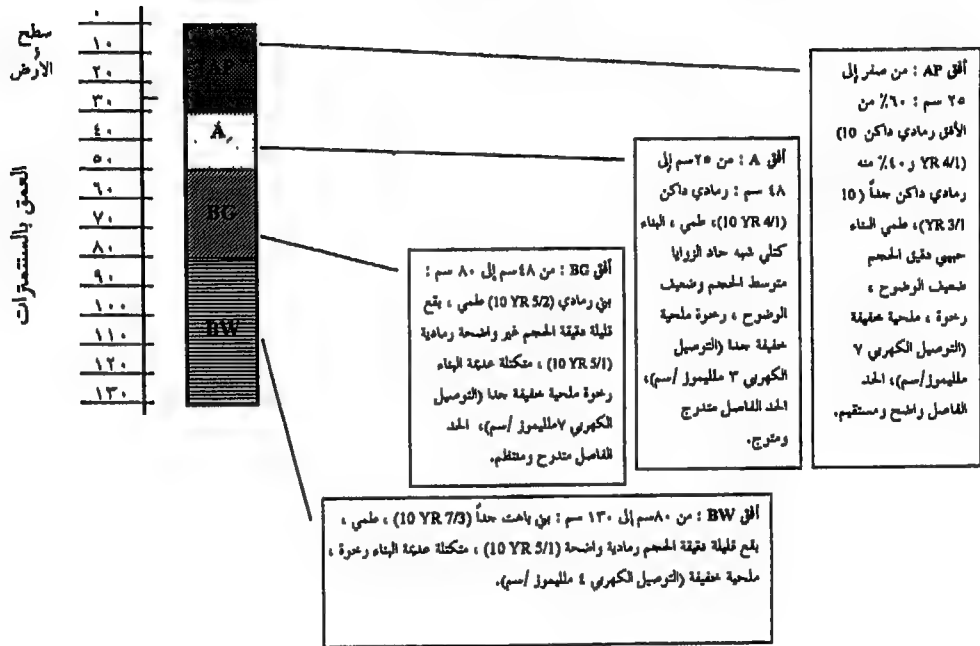 سطح
و
الأرض
العمق بالسنتمترات
٠
١٠
٢٠
٣٠
٤٠
٥٠
٦٠
٧٠
٨٠
٩٠
١٠٠
١١٠
١٢٠
١٣٠
AP
A
BG
BW
أفق AP : من صفر إلى
٢٥ سم : ٦٠٪ من
الأفق رمادي داكن (10
YR 4/1) و ٤٠٪ منه
رمادي داكن جداً (10
YR 3/1)، طمي البناء
حبيبي دقيق الحجم
ضعيف الوضوح ،
رخوة ، ملحية خفيفة
(التوصيل الكهربي ٧
ملليموز/سم)، الحد
الفاصل واضح ومستقيم.
أفق A : من ٢٥سم إلى
٤٨ سم : رمادي داكن
(10 YR 4/1)، طمي ، البناء
كتلي شبه حاد الزوايا
متوسط الحجم وضعيف
الوضوح ، رخوة ملحية
خفيفة جدا (التوصيل
الكهربي ٣ ملليموز /سم)،
الحد الفاصل متدرج
ومتوج.
أفق BG : من ٤٨سم إلى ٨٠ سم :
بني رمادي (10 YR 5/2) طمي ، بقع
قليلة دقيقة الحجم غير واضحة رمادية
(10 YR 5/1) ، متكتلة عديمة البناء
رخوة ملحية خفيفة جدا (التوصيل
الكهربي ٧ملليموز /سم)، الحد
الفاصل متدرج ومنتظم.
أفق BW : من ٨٠سم إلى ١٣٠ سم : بني باهت جداً (10 YR 7/3) ، طمي ،
بقع قليلة دقيقة الحجم رمادية واضحة (10 YR 5/1) ، متكتلة عديمة البناء رخوة ،
ملحية خفيفة (التوصيل الكهربي ٤ ملليموز /سم).